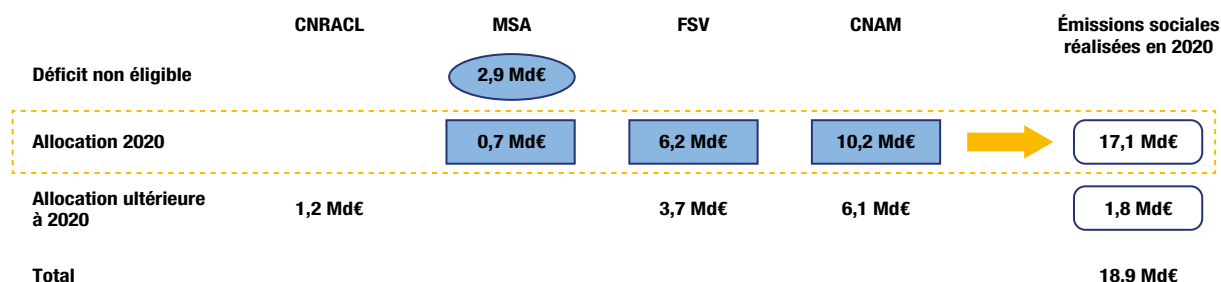 CNRACL MSA FSV CNAM Émissions sociales
réalisées en 2020
Déficit non éligible 2,9 Md€
Allocation 2020 0,7 Md€ 6,2 Md€ 10,2 Md€ 17,1 Md€
Allocation ultérieure
à 2020 1,2 Md€ 3,7 Md€ 6,1 Md€ 1,8 Md€
Total 18,9 Md€